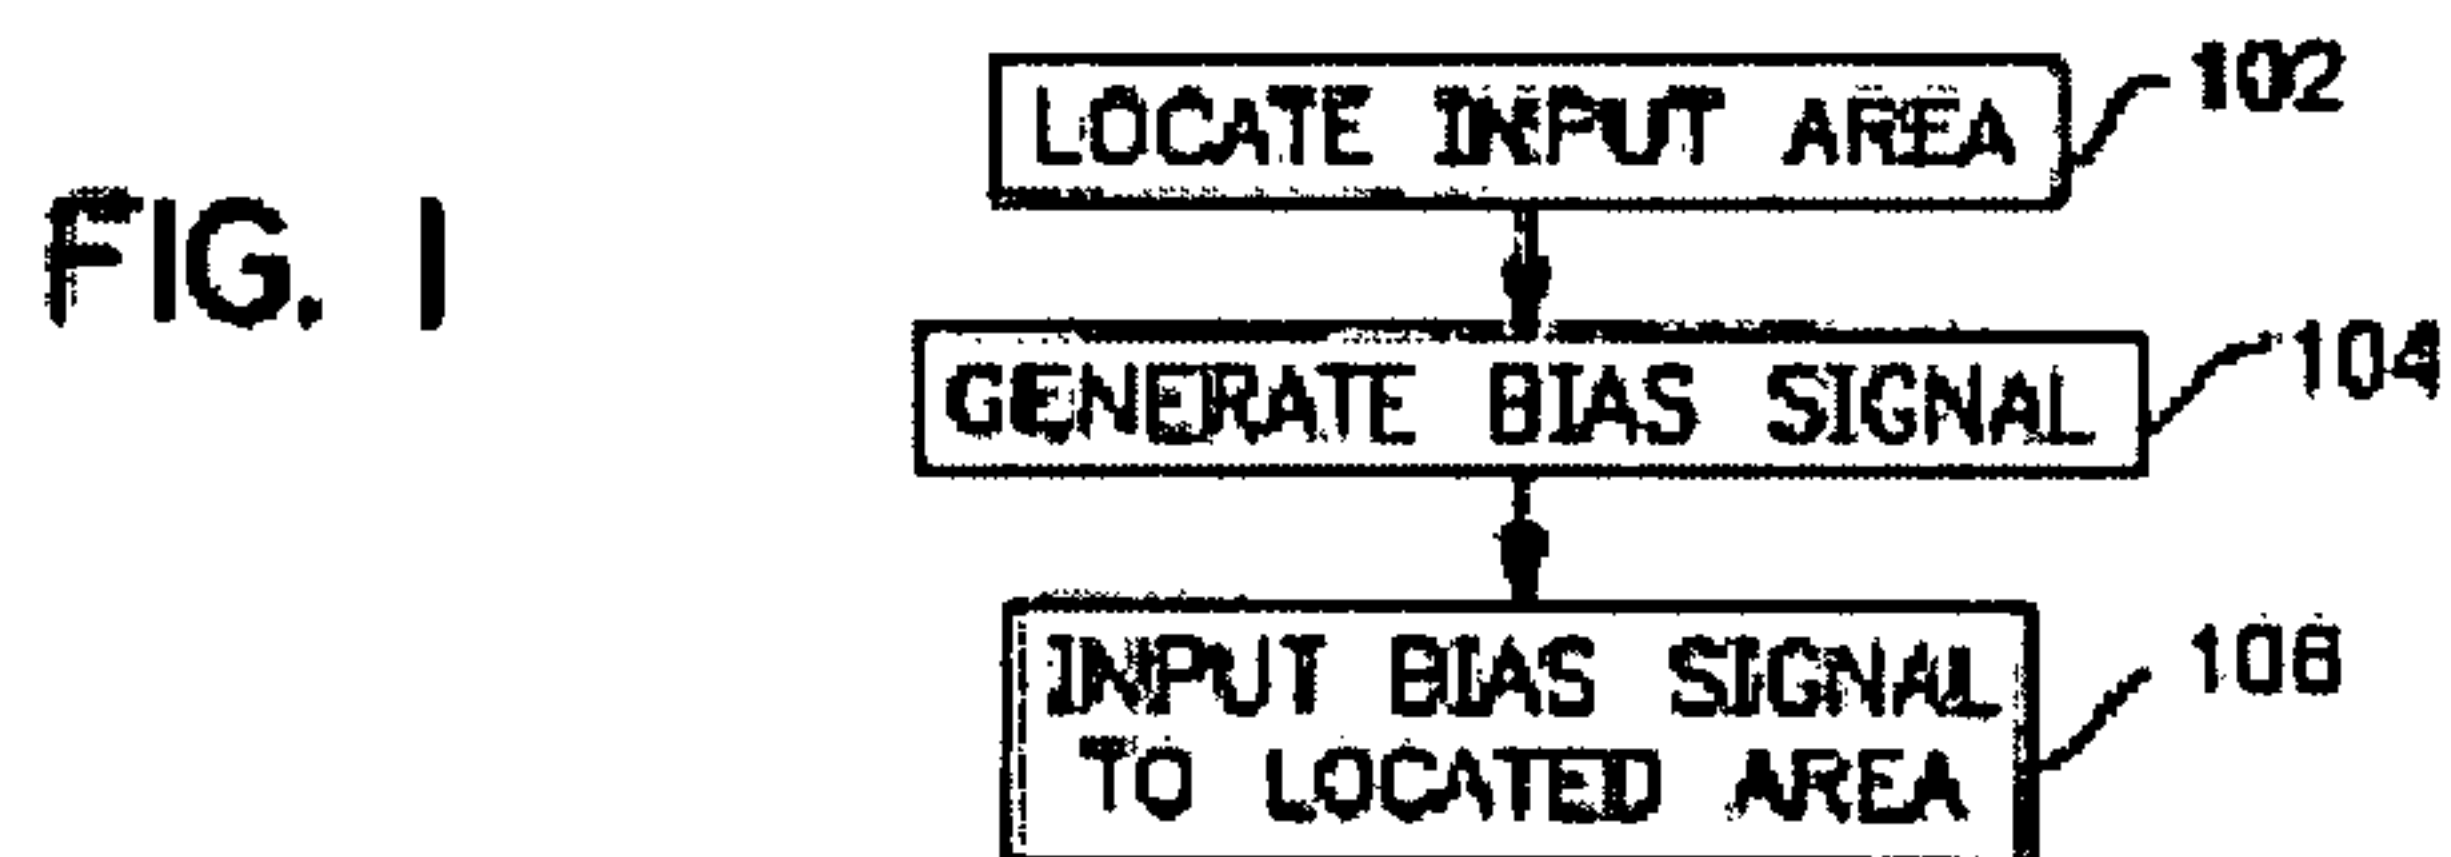 LOCATE INPUT AREA 102
FIG. 1
GENERATE BIAS SIGNAL 104
INPUT BIAS SIGNAL 106
TO LOCATED AREA